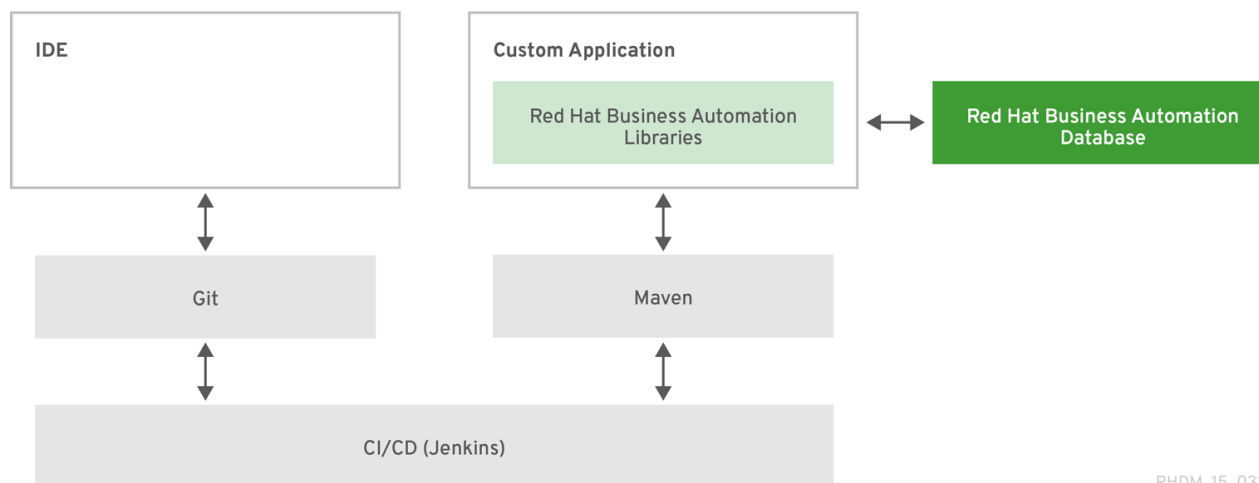 IDE
Custom Application
Red Hat Business Automation
Libraries
Red Hat Business Automation
Database
Git
Maven
CI/CD (Jenkins)